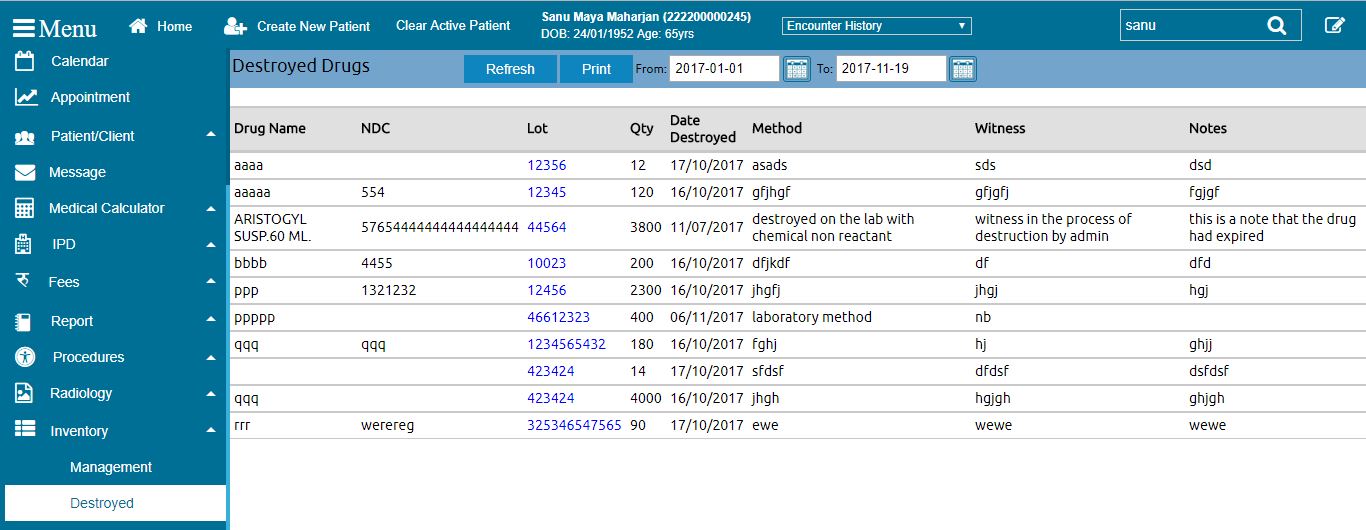 Menu Home Create New Patient Clear Active Patient Sanu Maya Maharjan (222200000245) Encounter History sanu
DOB: 24/01/1952 Age: 65yrs
Calendar
Appointment
Patient/Client
Message
Medical Calculator
IPD
Fees
Report
Procedures
Radiology
Inventory
Management
Destroyed
Destroyed Drugs Refresh Print From: 2017-01-01 To: 2017-11-19
Drug Name NDC Lot Qty Date Destroyed Method Witness Notes
aaaa 12356 12 17/10/2017 asads sds dsd
aaaaa 554 12345 120 16/10/2017 gfjhgf gfjgfj fgjgf
ARISTOGYL 57654444444444444444 44564 3800 11/07/2017 destroyed on the lab with witness in the process of this is a note that the drug
SUSP.60 ML. chemical non reactant destruction by admin had expired
bbbb 4455 10023 200 16/10/2017 dfjkdf df dfd
ppp 1321232 12456 2300 16/10/2017 jhgfj jhgj hgj
ppppp 46612323 400 06/11/2017 laboratory method nb
qqq qqq 1234565432 180 16/10/2017 fghj hj ghjj
423424 14 17/10/2017 sfdsf dfdsf dsfdsf
qqq 423424 4000 16/10/2017 jhgh hgjgh ghjgh
rrr werereg 325346547565 90 17/10/2017 ewe wewe wewe